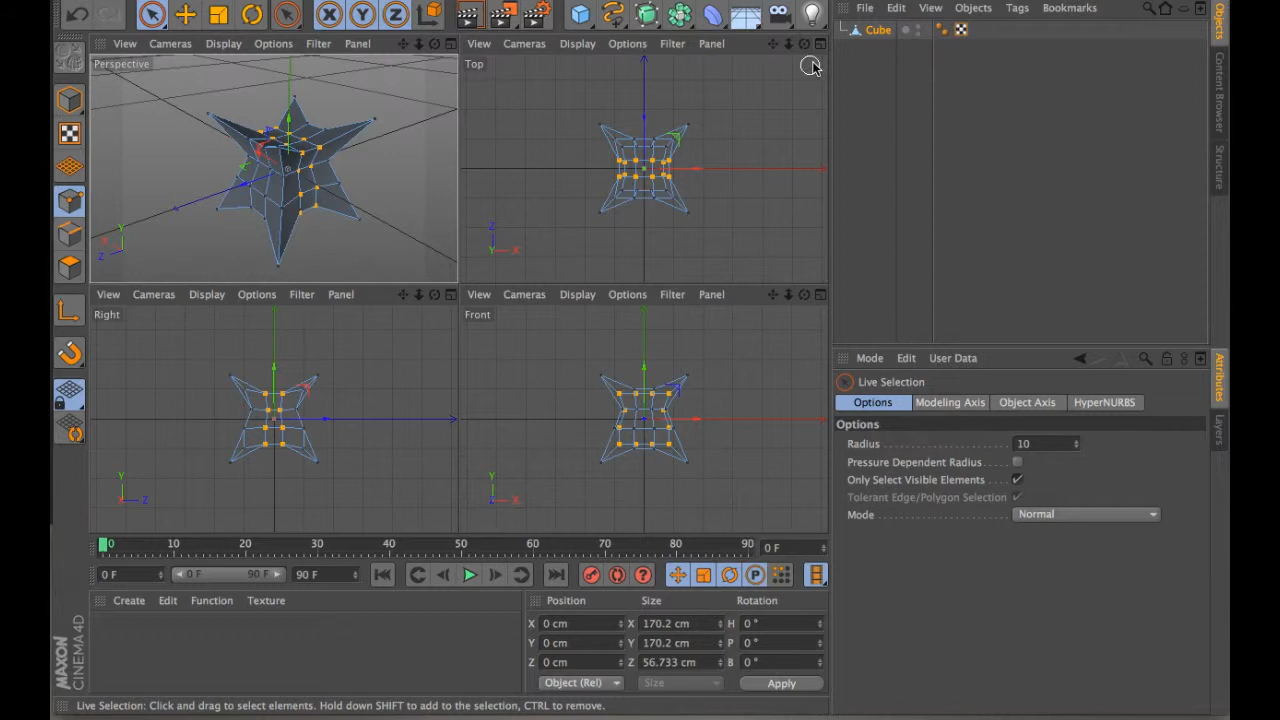 View Cameras Display Options Filter Panel
Perspective
View Cameras Display Options Filter Panel
Top
View Cameras Display Options Filter Panel
Right
View Cameras Display Options Filter Panel
Front
Y
X
Z
Z
Y X
Y
X Z
Y
Z X
X Y Z
File Edit View Objects Tags Bookmarks
Cube
Objects
Content Browser
Structure
Mode Edit User Data
Live Selection
Options Modeling Axis Object Axis HyperNURBS
Options
Radius 10
Pressure Dependent Radius
Only Select Visible Elements
Tolerant Edge/Polygon Selection
Mode Normal
Attributes
Layers
0 10 20 30 40 50 60 70 80 90 0 F
0 F 0 F 90 F 90 F
P
Create Edit Function Texture
Position Size Rotation
X 0 cm X 170.2 cm H 0 °
Y 0 cm Y 170.2 cm P 0 °
Z 0 cm Z 56.733 cm B 0 °
Object (Rel) Size Apply
MAXON
CINEMA 4D
Live Selection: Click and drag to select elements. Hold down SHIFT to add to the selection, CTRL to remove.